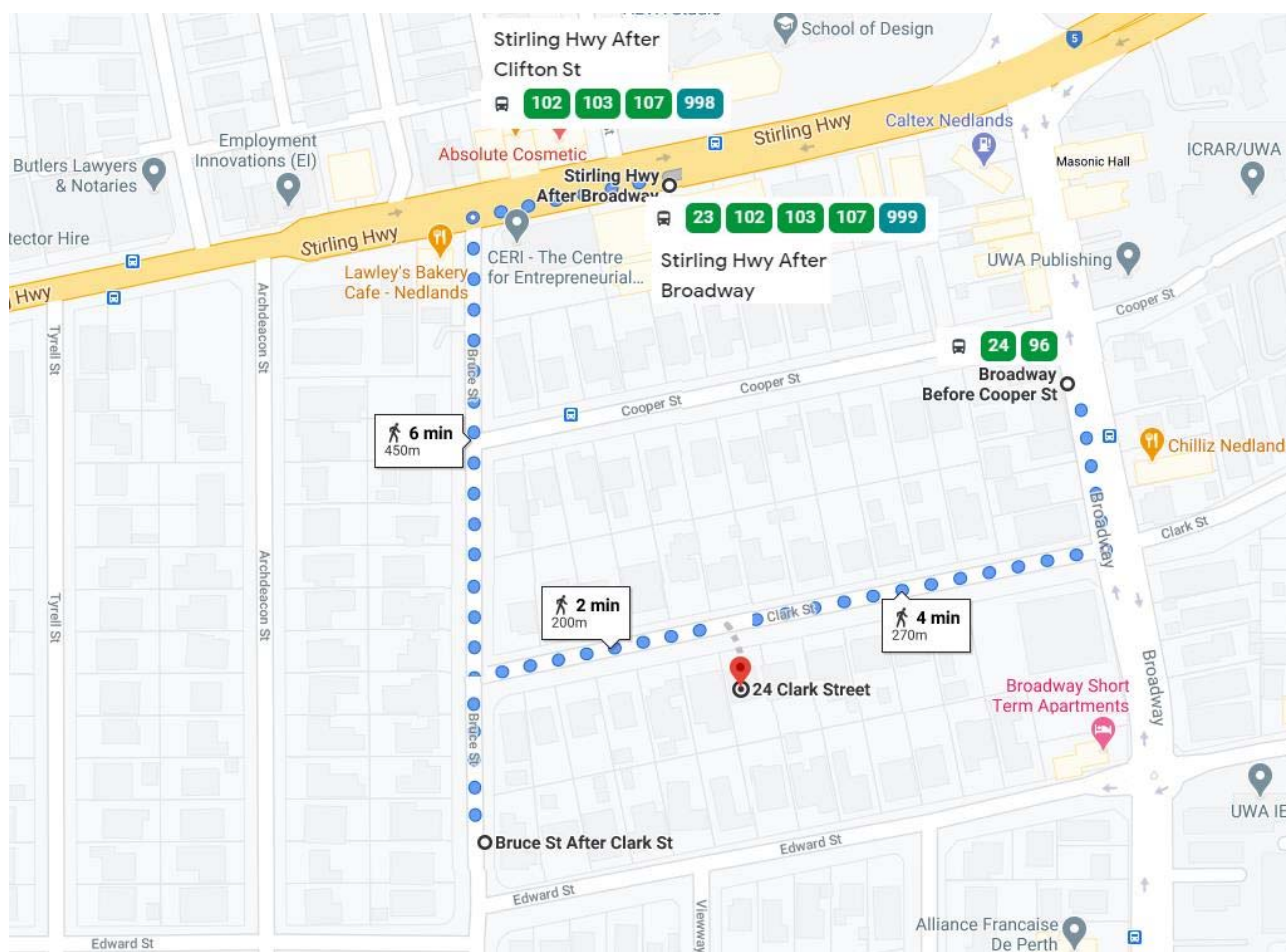 School of Design
5
Stirling Hwy After
Clifton St
102 103 107 998
Stirling Hwy
Caltex Nedlands
Employment
Innovations (EI)
Butlers Lawyers
& Notaries
Absolute Cosmetic
Masonic Hall
ICRAR/UWA
Stirling Hwy
After Broadway
23 102 103 107 999
Stirling Hwy After
Broadway
Stirling Hwy
Lawley's Bakery
Cafe - Nedlands
CERI - The Centre
for Entrepreneurial...
UWA Publishing
Hwy
Tyrell St
Archdeacon St
Bruce St
Cooper St
24 96
Broadway
Before Cooper St
Cooper St
Cooper St
6 min
450m
Chilliz Nedland
Broadway
Clark St
Tyrell St
Archdeacon St
2 min
200m
Clark St
4 min
270m
24 Clark Street
Bruce St
Broadway Short
Term Apartments
Broadway
UWA IE
Bruce St After Clark St
Edward St
Edward St
Viewway
Alliance Francaise
De Perth
Edward St